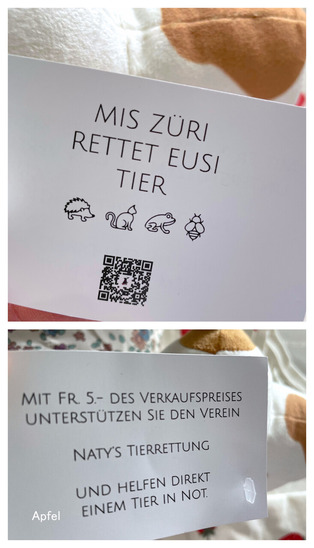 MIS ZÜRI
RETTET EUSI
TIER
MIT FR. 5.– DES VERKAUFSPREISES
UNTERSTÜTZEN SIE DEN VEREIN
NATY'S TIERRETTUNG
UND HELFEN DIREKT
EINEM TIER IN NOT.
Apfel